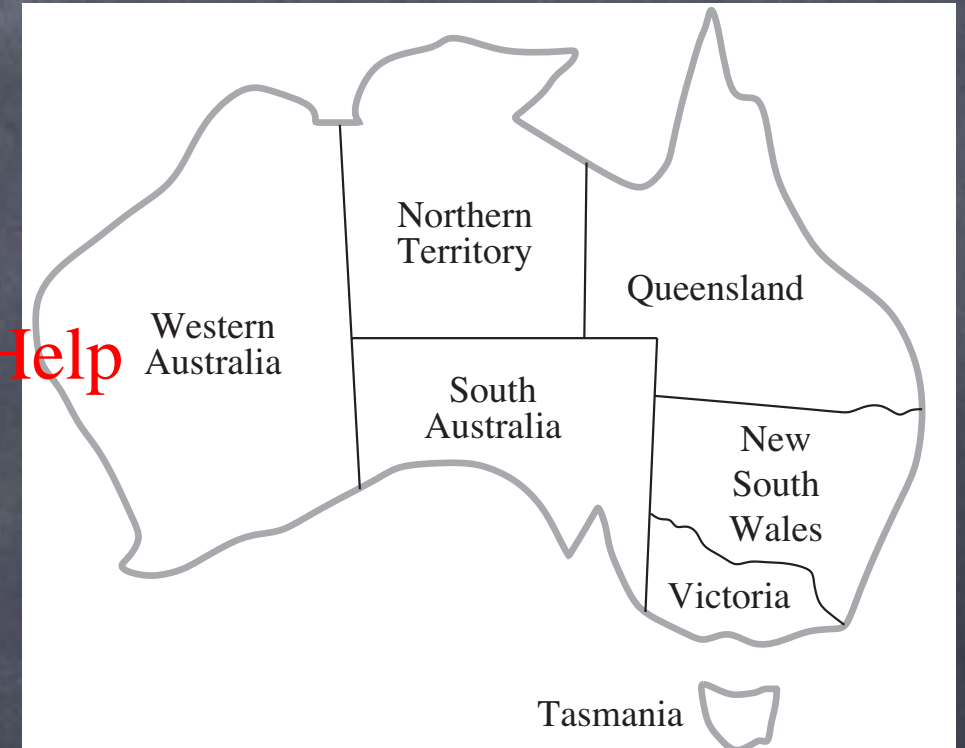 Northern
Territory
Queensland
Western
Australia
Help
South
Australia
New
South
Wales
Victoria
Tasmania